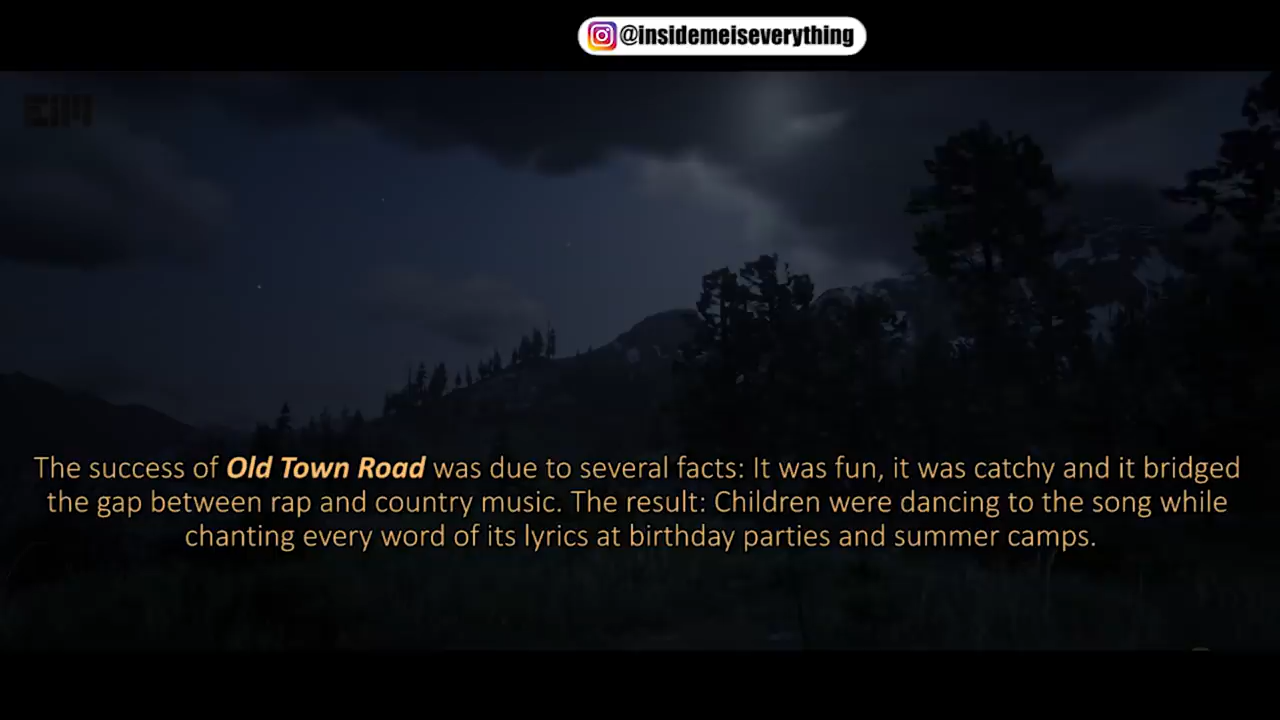 @insidemeiseverything
EIM
The success of Old Town Road was due to several facts: It was fun, it was catchy and it bridged
the gap between rap and country music. The result: Children were dancing to the song while
chanting every word of its lyrics at birthday parties and summer camps.